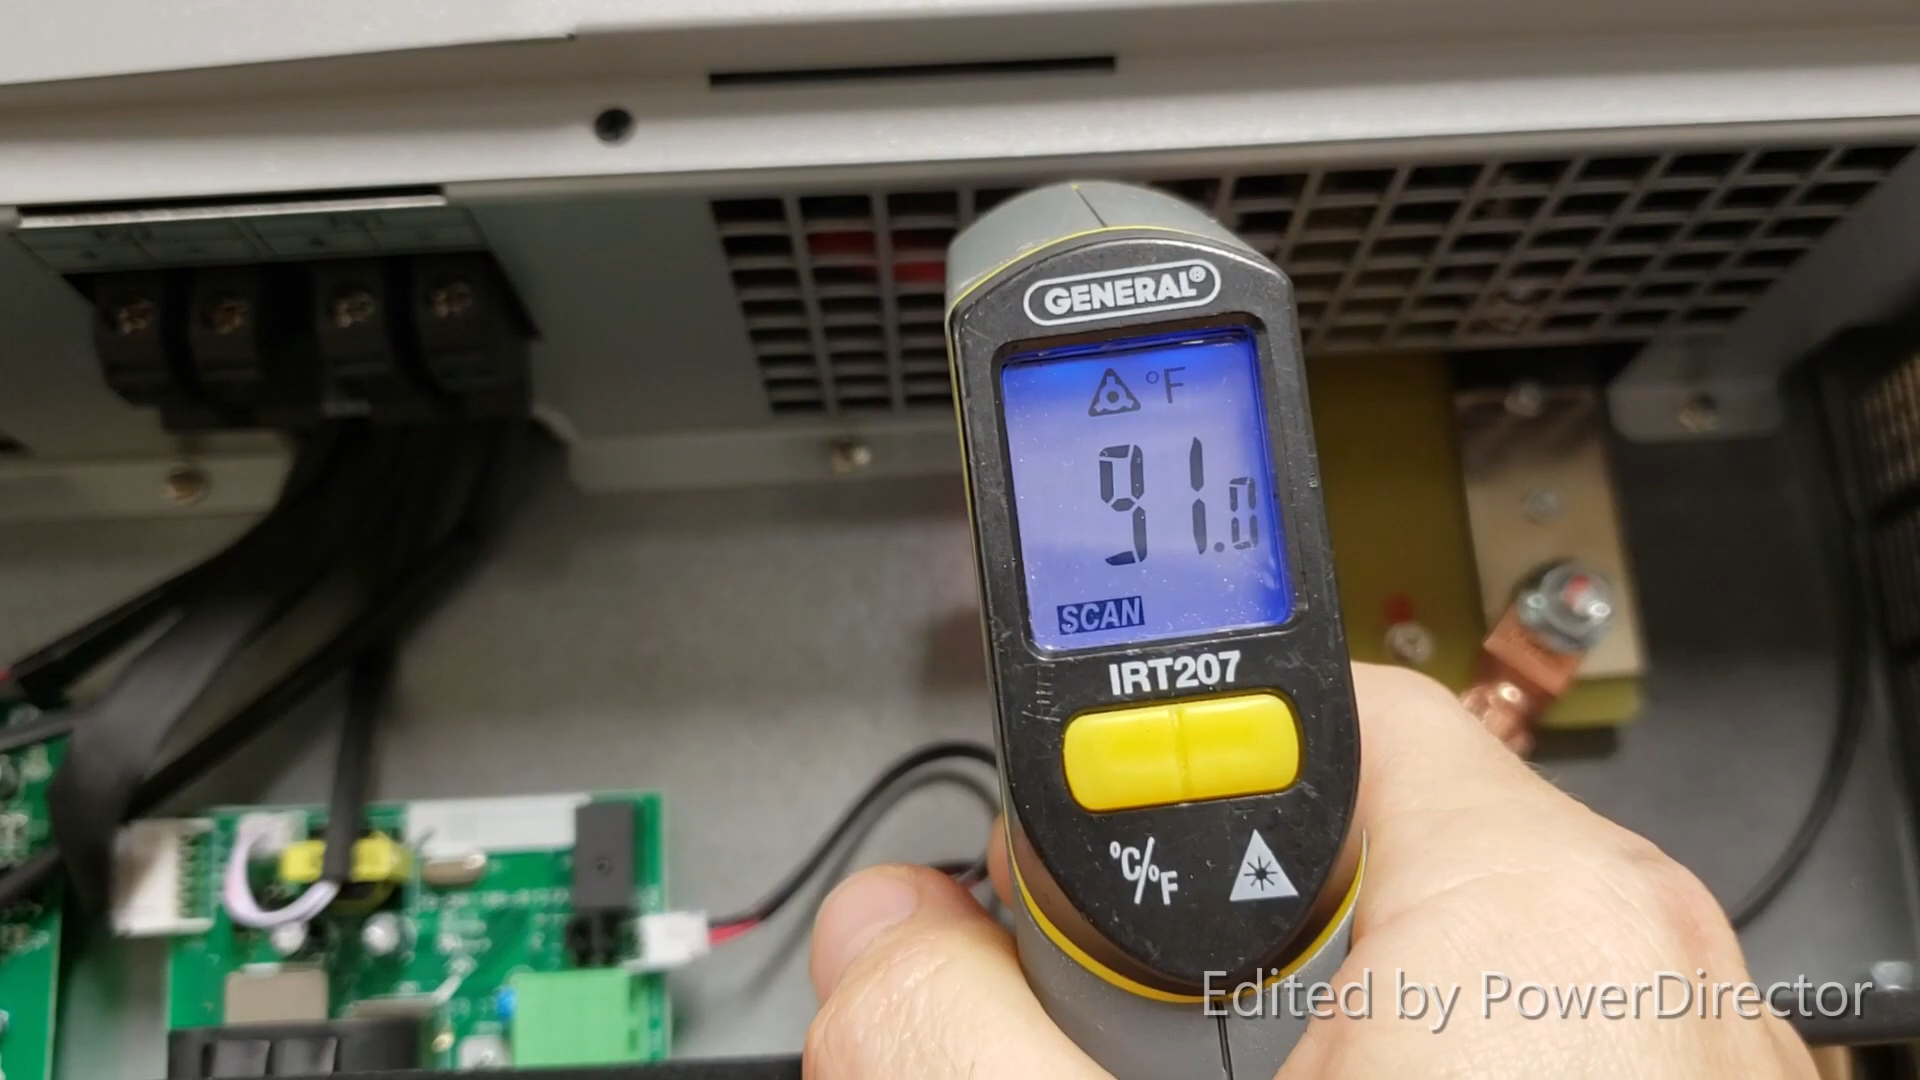 GENERAL®
°F
91.0
SCAN
IRT207
°C/°F
Edited by PowerDirector